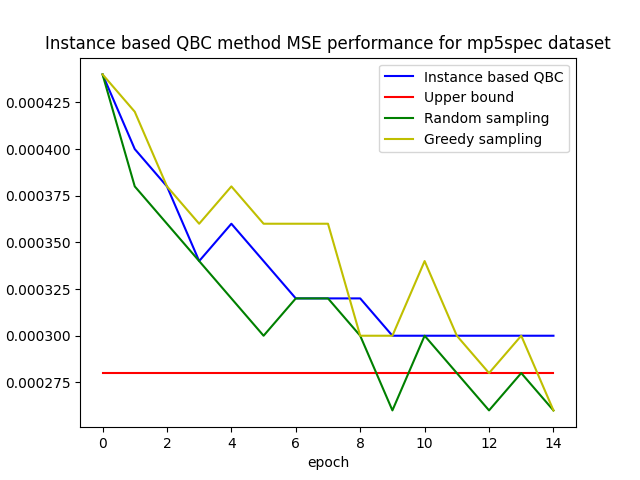 Instance based QBC method MSE performance for mp5spec dataset
Instance based QBC
Upper bound
Random sampling
Greedy sampling
0.000425
0.000400
0.000375
0.000350
0.000325
0.000300
0.000275
0 2 4 6 8 10 12 14
epoch